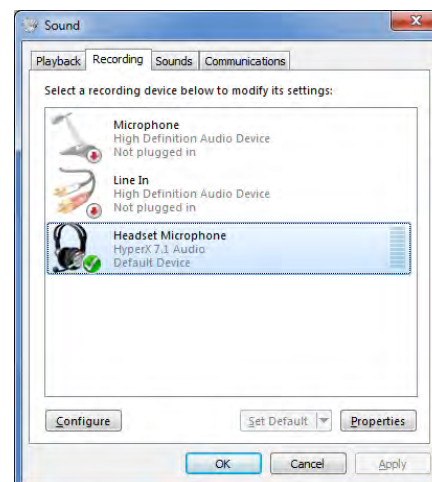 Sound
Playback Recording Sounds Communications
Select a recording device below to modify its settings:
Microphone
High Definition Audio Device
Not plugged in
Line In
High Definition Audio Device
Not plugged in
Headset Microphone
HyperX 7.1 Audio
Default Device
Configure Set Default Properties
OK Cancel Apply